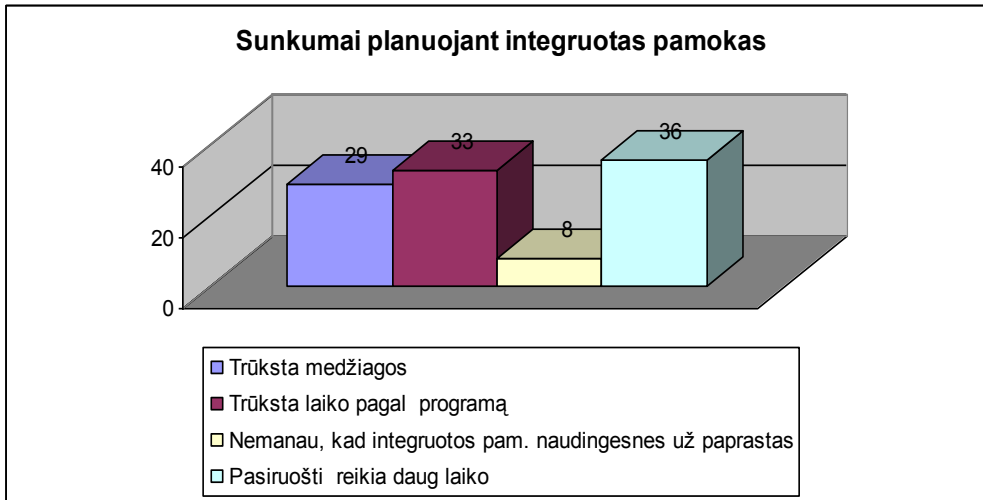 Sunkumai planuojant integruotas pamokas
29
33
8
36
40
20
0
Trūksta medžiagos
Trūksta laiko pagal programą
Nemanau, kad integruotos pam. naudingesnes už paprastas
Pasiruošti reikia daug laiko